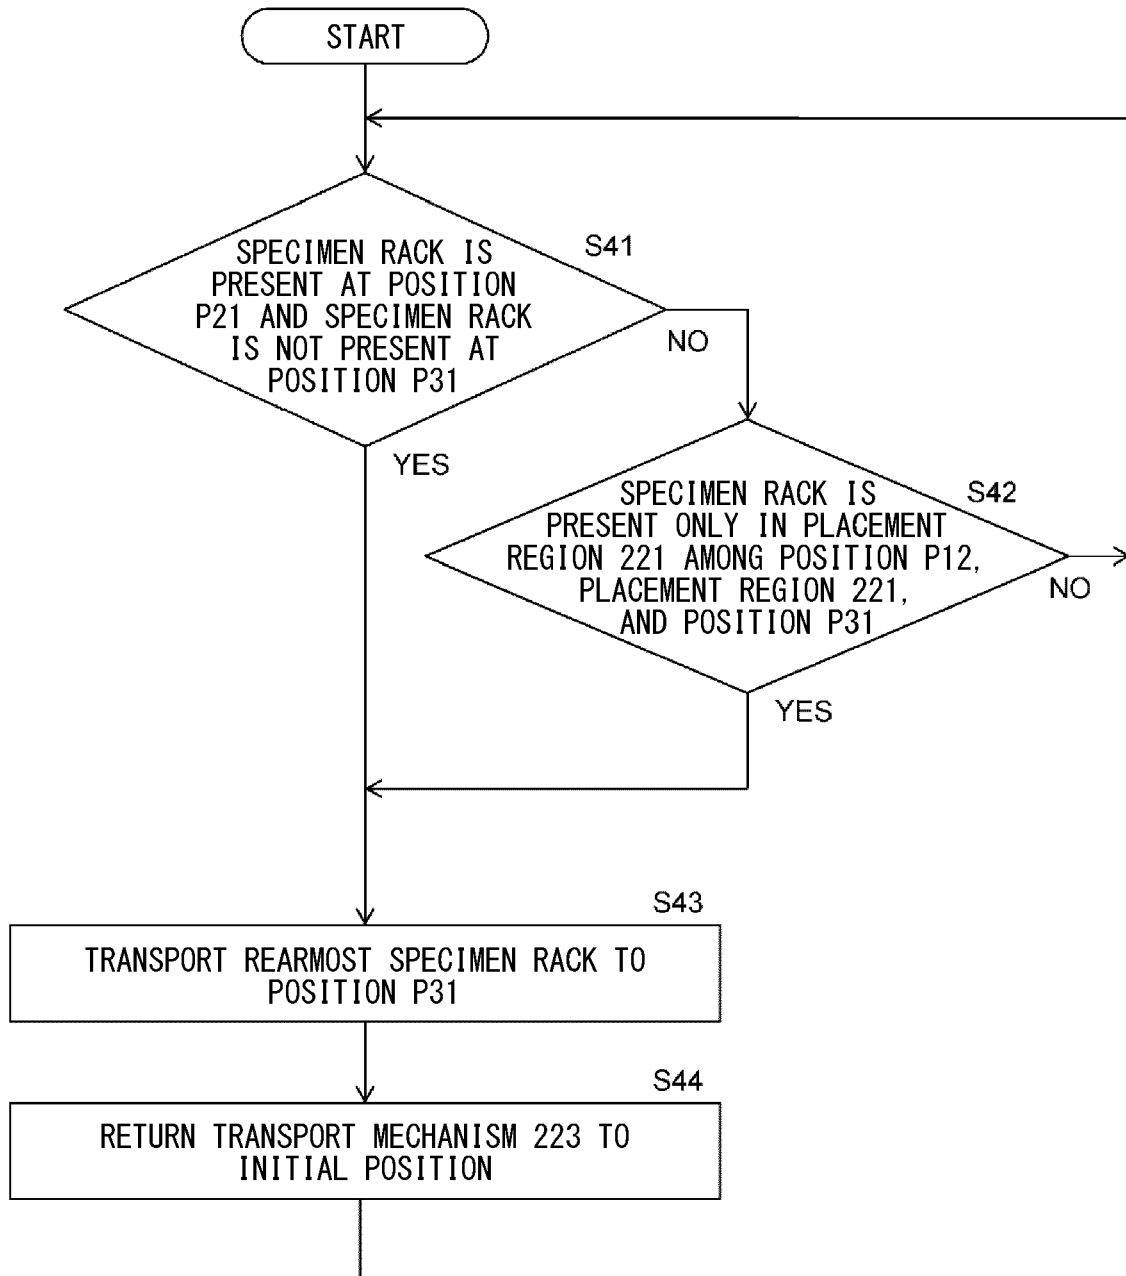 START
S41
SPECIMEN RACK IS
PRESENT AT POSITION
P21 AND SPECIMEN RACK
IS NOT PRESENT AT
POSITION P31
NO
YES
S42
SPECIMEN RACK IS
PRESENT ONLY IN PLACEMENT
REGION 221 AMONG POSITION P12,
PLACEMENT REGION 221,
AND POSITION P31
NO
YES
S43
TRANSPORT REARMOST SPECIMEN RACK TO
POSITION P31
S44
RETURN TRANSPORT MECHANISM 223 TO
INITIAL POSITION